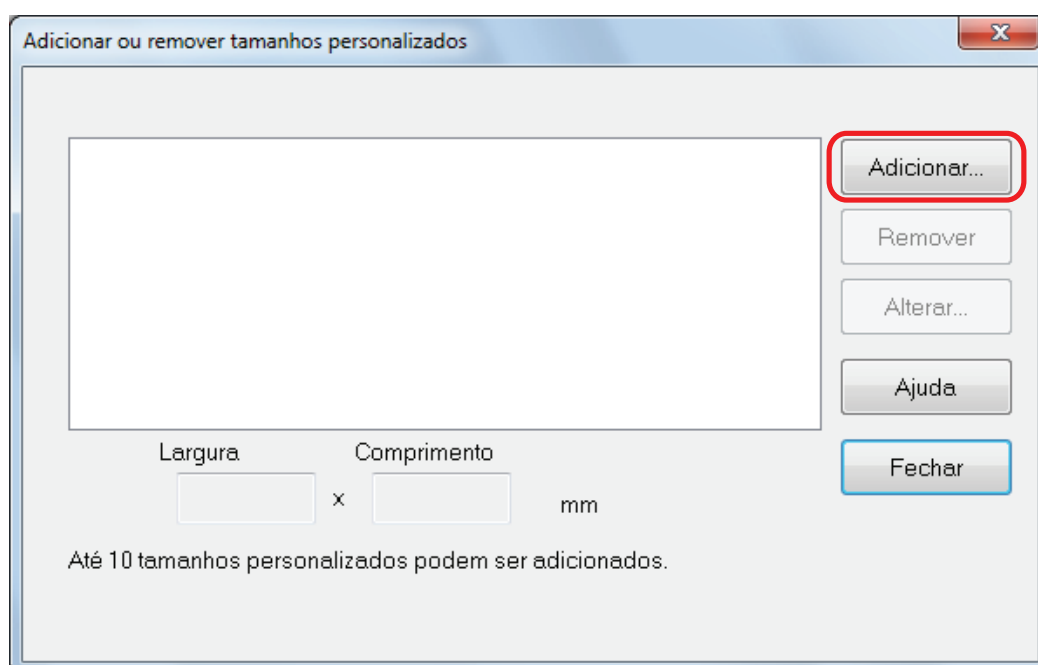 Adicionar ou remover tamanhos personalizados
x
Adicionar...
Remover
Alterar...
Ajuda
Fechar
Largura
Comprimento
x
mm
Até 10 tamanhos personalizados podem ser adicionados.